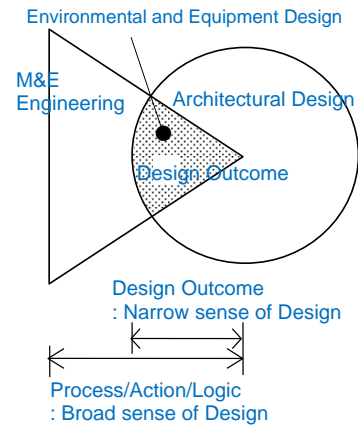 Environmental and Equipment Design
M&E
Engineering
Architectural Design
Design Outcome
Design Outcome
: Narrow sense of Design
Process/Action/Logic
: Broad sense of Design